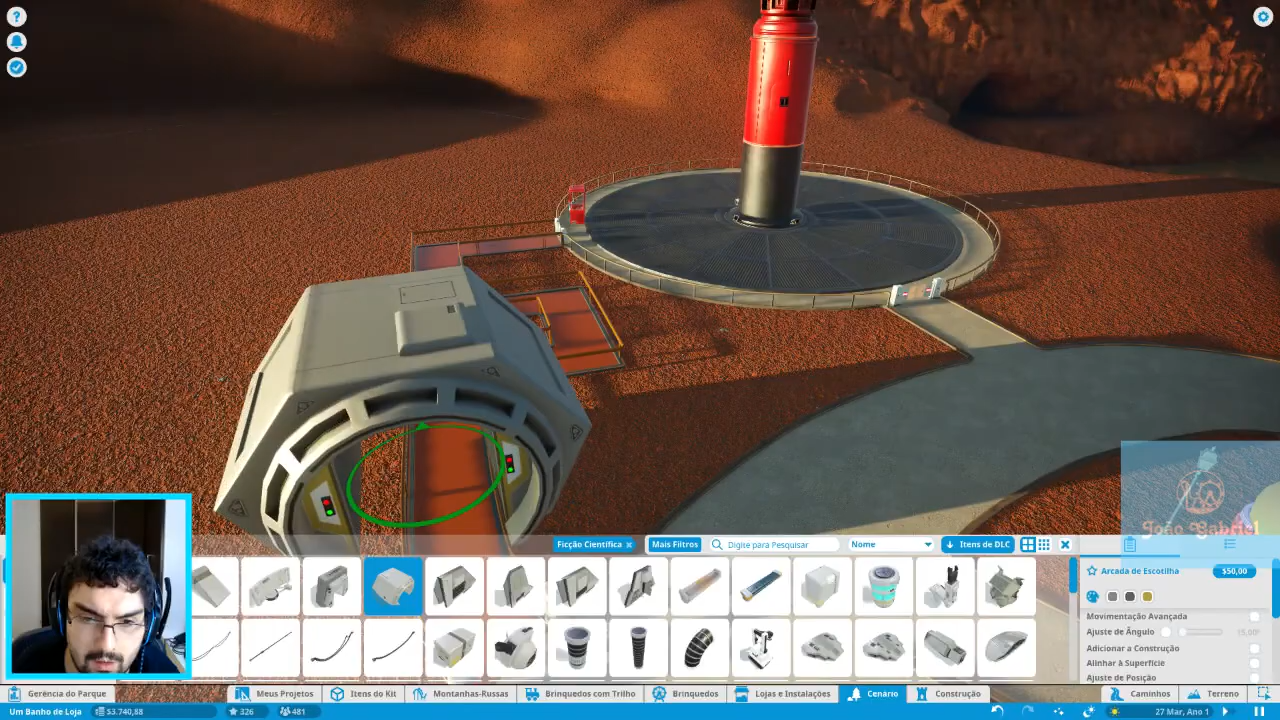 Ficção Científica ×
Mais Filtros
Digite para Pesquisar
Nome
Itens de DLC
João Gabriel
Arcada de Escotilha
$50,00
Movimentação Avançada
Ajuste de Ângulo
15,00°
Adicionar a Construção
Alinhar à Superfície
Ajuste de Posição
Gerência do Parque
Meus Projetos
Itens do Kit
Montanhas-Russas
Brinquedos com Trilho
Brinquedos
Lojas e Instalações
Cenário
Construção
Caminhos
Terreno
Um Banho de Loja
$3.740,88
326
481
27 Mar, Ano 1